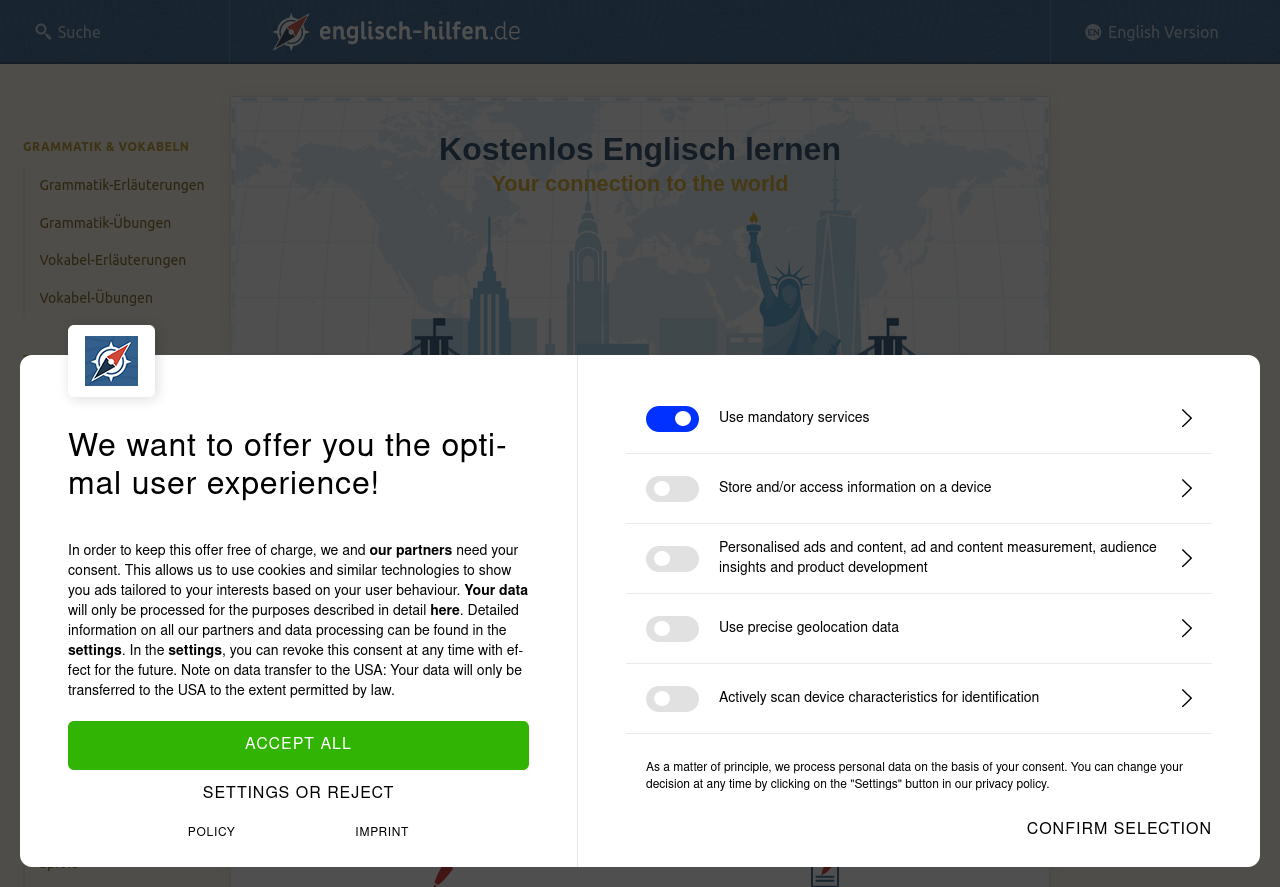 Suche
englisch-hilfen.de
English Version
GRAMMATIK & VOKABELN
Grammatik-Erläuterungen
Grammatik-Übungen
Vokabel-Erläuterungen
Vokabel-Übungen
Kostenlos Englisch lernen
Your connection to the world
We want to offer you the opti-
mal user experience!
In order to keep this offer free of charge, we and our partners need your
consent. This allows us to use cookies and similar technologies to show
you ads tailored to your interests based on your user behaviour. Your data
will only be processed for the purposes described in detail here. Detailed
information on all our partners and data processing can be found in the
settings. In the settings, you can revoke this consent at any time with ef-
fect for the future. Note on data transfer to the USA: Your data will only be
transferred to the USA to the extent permitted by law.
ACCEPT ALL
SETTINGS OR REJECT
POLICY
IMPRINT
Use mandatory services
Store and/or access information on a device
Personalised ads and content, ad and content measurement, audience
insights and product development
Use precise geolocation data
Actively scan device characteristics for identification
As a matter of principle, we process personal data on the basis of your consent. You can change your
decision at any time by clicking on the "Settings" button in our privacy policy.
CONFIRM SELECTION